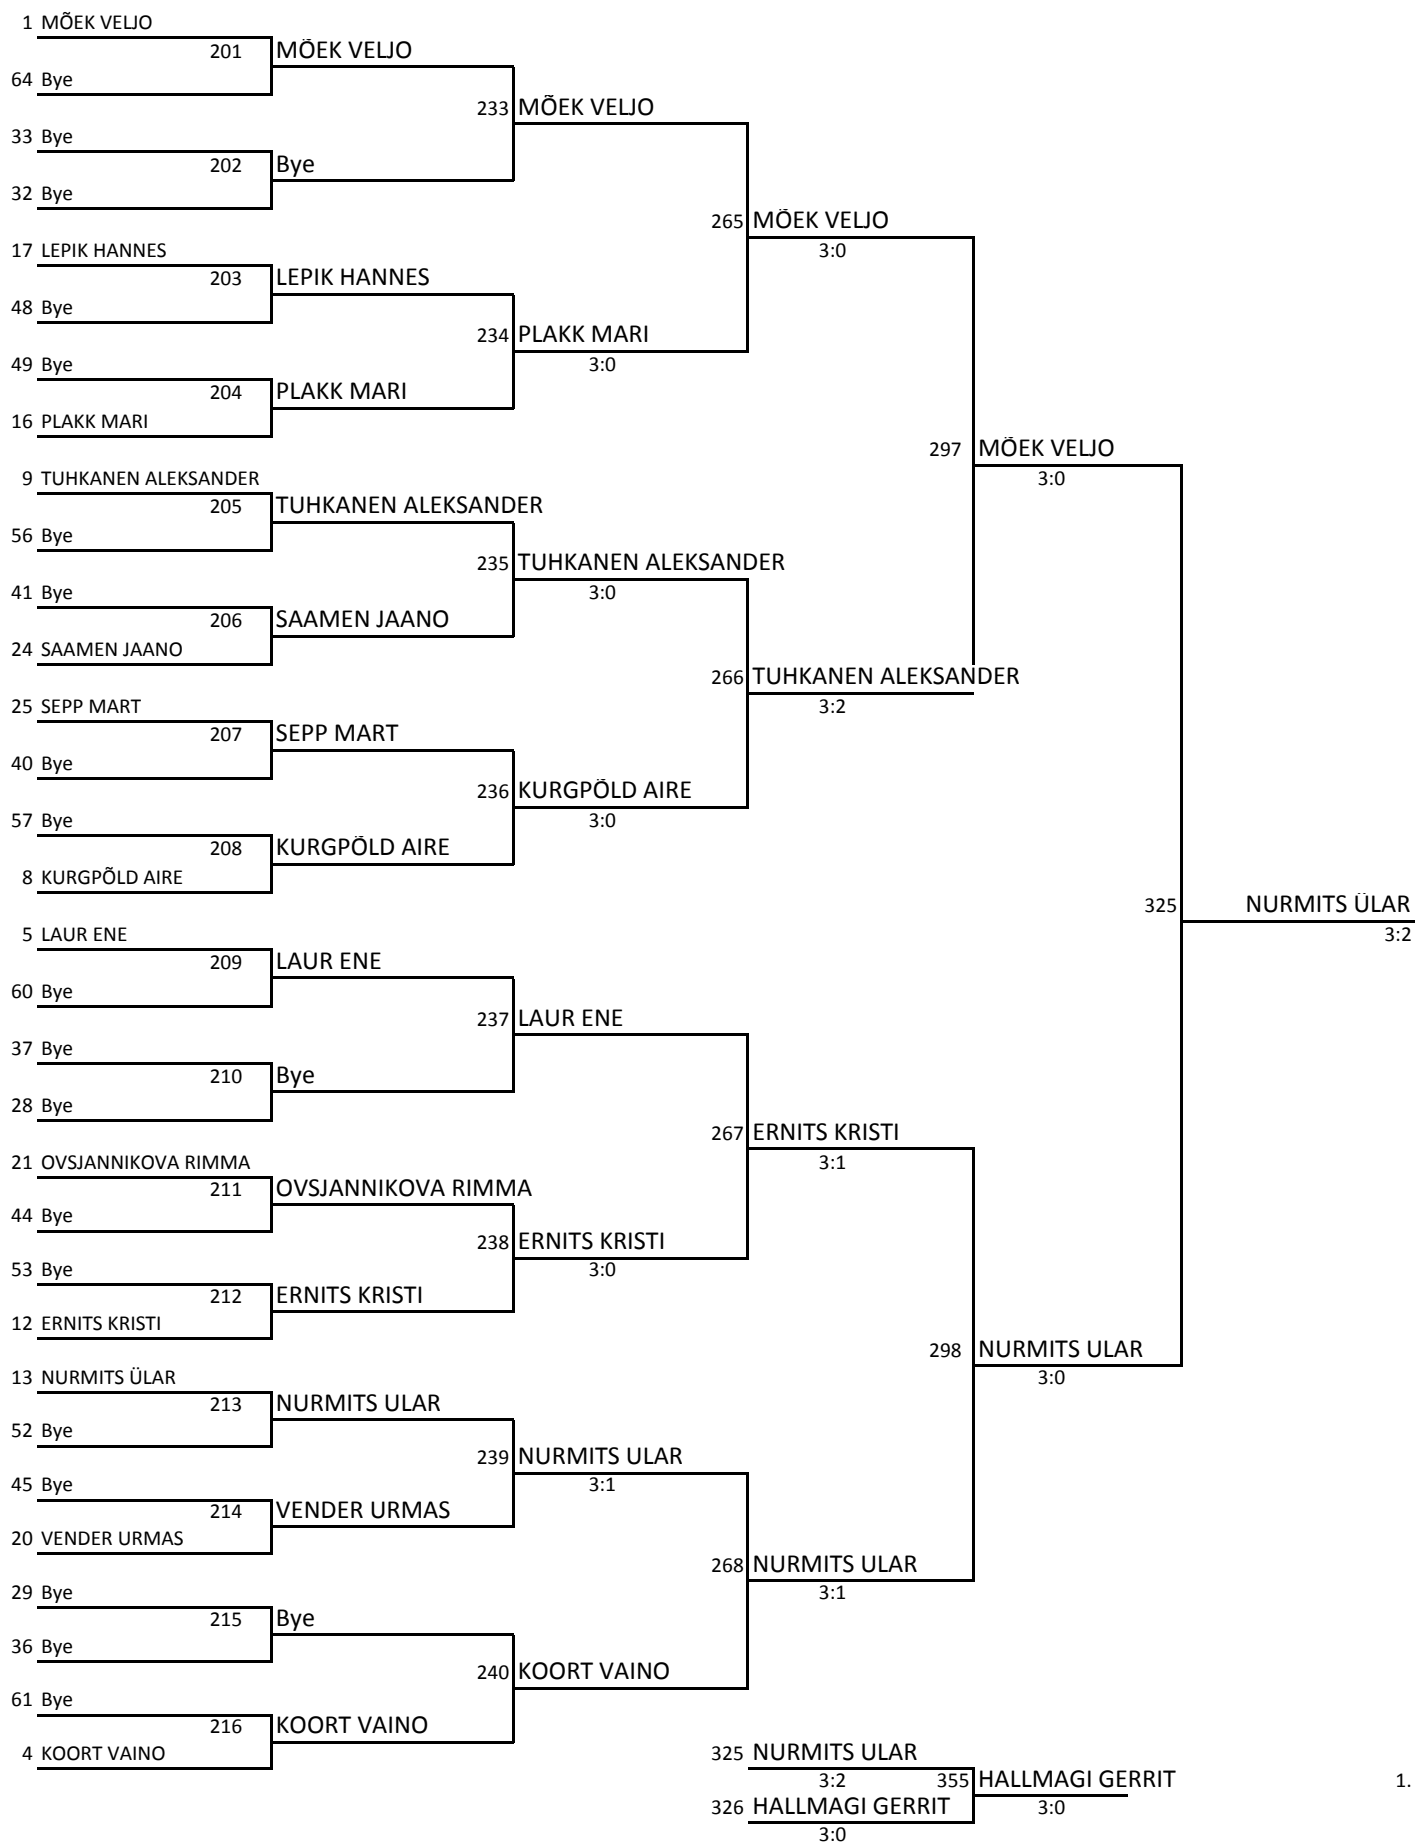 1 MÕEK VELJO
201 MÕEK VELJO
64 Bye
233 MÕEK VELJO
33 Bye
202 Bye
32 Bye
265 MÕEK VELJO
3:0
17 LEPIK HANNES
203 LEPIK HANNES
48 Bye
234 PLAKK MARI
3:0
49 Bye
204 PLAKK MARI
16 PLAKK MARI
297 MÕEK VELJO
3:0
9 TUHKANEN ALEKSANDER
205 TUHKANEN ALEKSANDER
56 Bye
235 TUHKANEN ALEKSANDER
3:0
41 Bye
206 SAAMEN JAANO
24 SAAMEN JAANO
266 TUHKANEN ALEKSANDER
3:2
25 SEPP MART
207 SEPP MART
40 Bye
236 KURGPÕLD AIRE
3:0
57 Bye
208 KURGPÕLD AIRE
8 KURGPÕLD AIRE
325 NURMITS ÜLAR
3:2
5 LAUR ENE
209 LAUR ENE
60 Bye
237 LAUR ENE
37 Bye
210 Bye
28 Bye
267 ERNITS KRISTI
3:1
21 OVSJANNIKOVA RIMMA
211 OVSJANNIKOVA RIMMA
44 Bye
238 ERNITS KRISTI
3:0
53 Bye
212 ERNITS KRISTI
12 ERNITS KRISTI
298 NURMITS ULAR
3:0
13 NURMITS ÜLAR
213 NURMITS ULAR
52 Bye
239 NURMITS ULAR
3:1
45 Bye
214 VENDER URMAS
20 VENDER URMAS
268 NURMITS ULAR
3:1
29 Bye
215 Bye
36 Bye
240 KOORT VAINO
61 Bye
216 KOORT VAINO
4 KOORT VAINO
325 NURMITS ULAR
3:2
355 HALLMAGI GERRIT
1.
3:0
326 HALLMAGI GERRIT
3:0